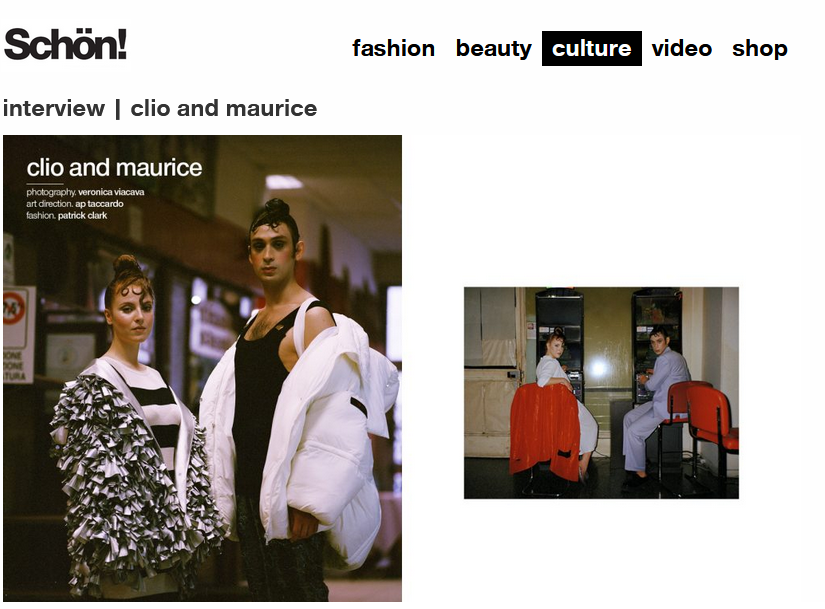 Schön!
fashion beauty culture video shop
interview | clio and maurice
clio and maurice
photography. veronica viacava
art direction. ap taccardo
fashion. patrick clark